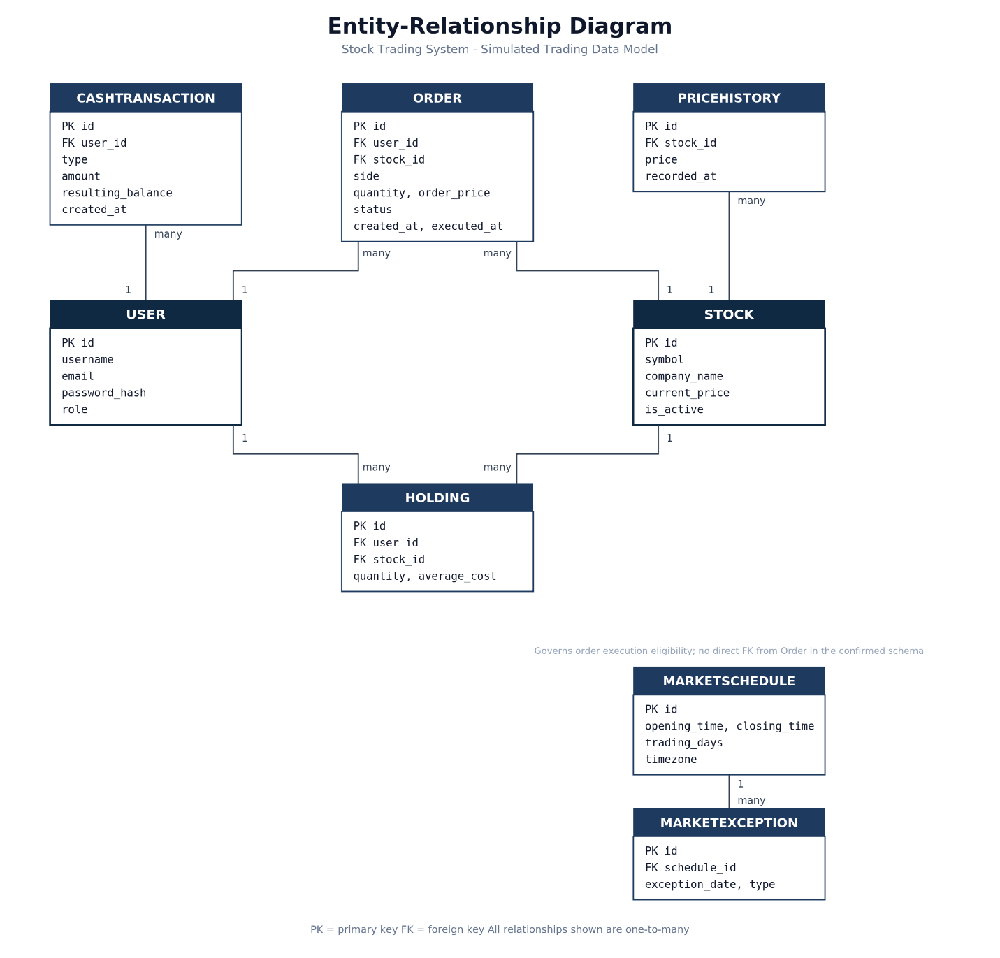 Entity-Relationship Diagram
Stock Trading System - Simulated Trading Data Model
CASHTRANSACTION
PK id
FK user_id
type
amount
resulting_balance
created_at
many
1
ORDER
PK id
FK user_id
FK stock_id
side
quantity, order_price
status
created_at, executed_at
many
many
1
1
PRICEHISTORY
PK id
FK stock_id
price
recorded_at
many
1
USER
PK id
username
email
password_hash
role
1
many
STOCK
PK id
symbol
company_name
current_price
is_active
1
many
HOLDING
PK id
FK user_id
FK stock_id
quantity, average_cost
Governs order execution eligibility; no direct FK from Order in the confirmed schema
MARKETSCHEDULE
PK id
opening_time, closing_time
trading_days
timezone
1
many
MARKETEXCEPTION
PK id
FK schedule_id
exception_date, type
PK = primary key FK = foreign key All relationships shown are one-to-many